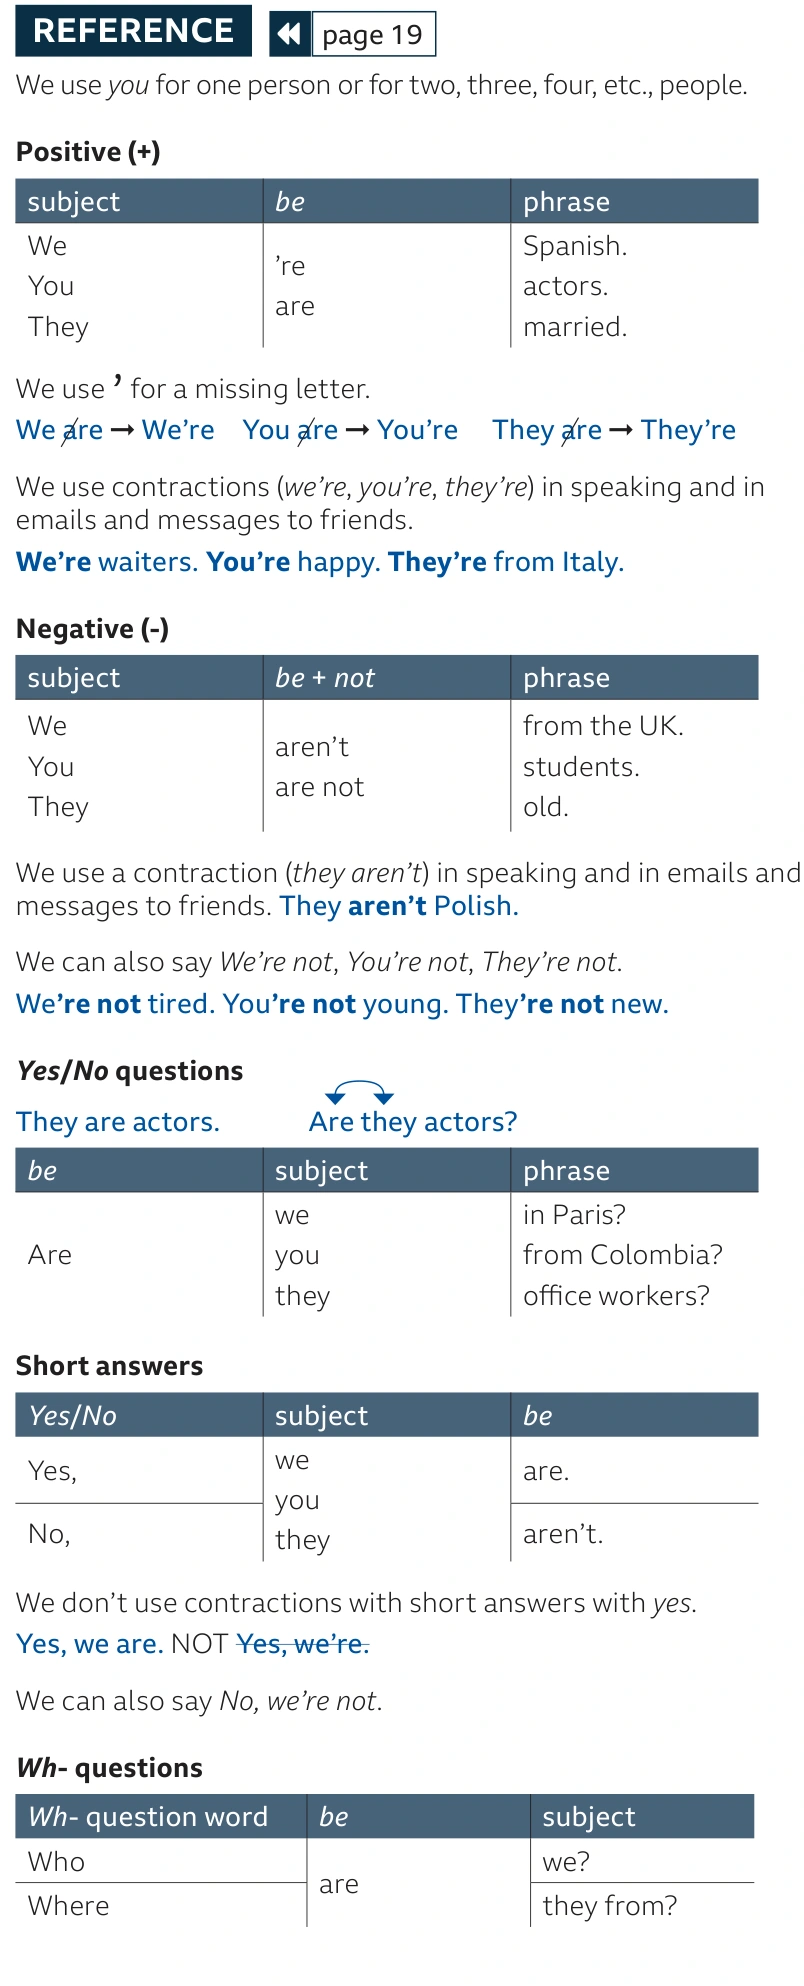 REFERENCE page 19
We use you for one person or for two, three, four, etc., people.
Positive (+)
subject be phrase
We 're Spanish.
You are actors.
They married.
We use ’ for a missing letter.
We are → We’re You are → You’re They are → They’re
We use contractions (we’re, you’re, they’re) in speaking and in
emails and messages to friends.
We’re waiters. You’re happy. They’re from Italy.
Negative (-)
subject be + not phrase
We aren’t from the UK.
You are not students.
They old.
We use a contraction (they aren’t) in speaking and in emails and
messages to friends. They aren’t Polish.
We can also say We’re not, You’re not, They’re not.
We’re not tired. You’re not young. They’re not new.
Yes/No questions
They are actors. Are they actors?
be subject phrase
we in Paris?
Are you from Colombia?
they office workers?
Short answers
Yes/No subject be
Yes, we are.
you
No, they aren’t.
We don’t use contractions with short answers with yes.
Yes, we are. NOT Yes, we’re.
We can also say No, we’re not.
Wh- questions
Wh- question word be subject
Who are we?
Where they from?